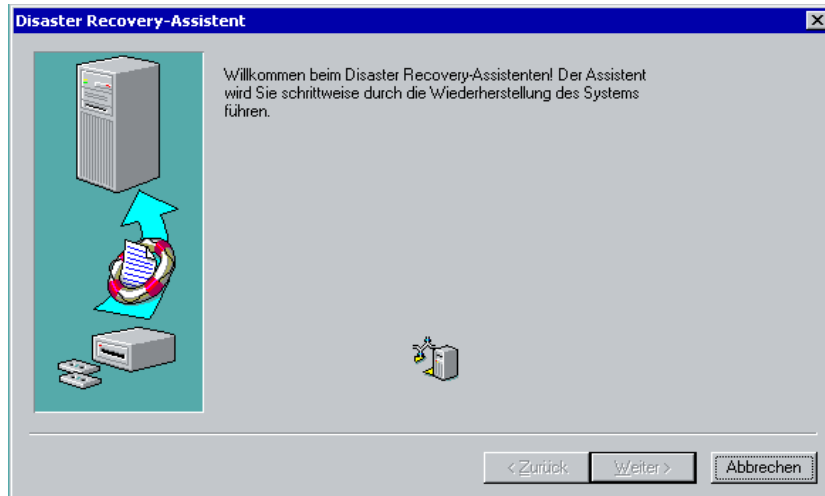 Disaster Recovery-Assistent
Willkommen beim Disaster Recovery-Assistenten! Der Assistent
wird Sie schrittweise durch die Wiederherstellung des Systems
führen.
< Zurück
Weiter >
Abbrechen